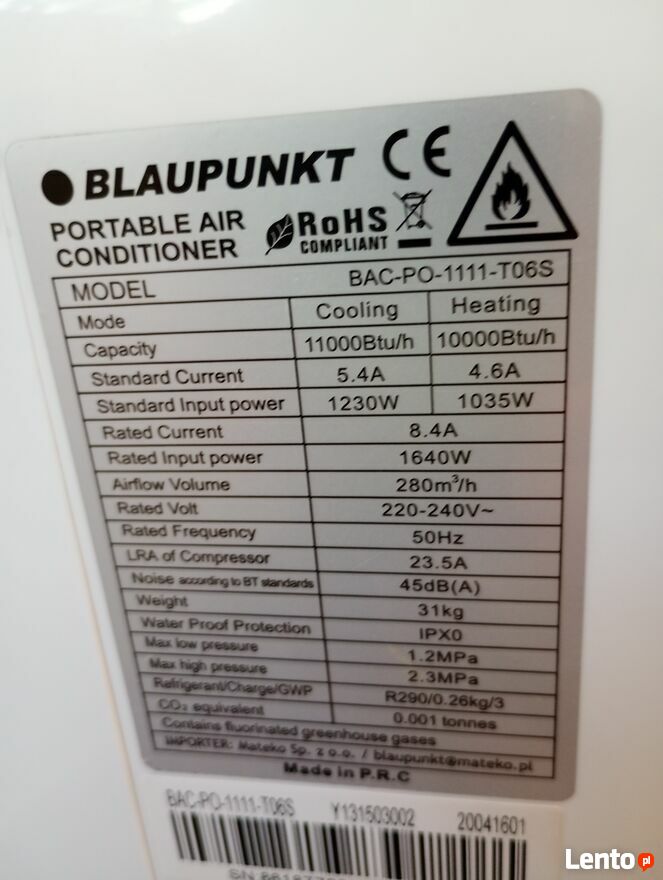 BLAUPUNKT CE
PORTABLE AIR
CONDITIONER
RoHS
COMPLIANT
MODEL BAC-PO-1111-T06S
Mode Cooling Heating
Capacity 11000Btu/h 10000Btu/h
Standard Current 5.4A 4.6A
Standard Input power 1230W 1035W
Rated Current 8.4A
Rated Input power 1640W
Airflow Volume 280m³/h
Rated Volt 220-240V~
Rated Frequency 50Hz
LRA of Compressor 23.5A
Noise according to BT standards 45dB(A)
Weight 31kg
Water Proof Protection IPX0
Max low pressure 1.2MPa
Max high pressure 2.3MPa
Refrigerant/Charge/GWP R290/0.26kg/3
CO₂ equivalent 0.001 tonnes
Contains fluorinated greenhouse gases
IMPORTER: Mateko Sp. z o.o. / blaupunkt@mateko.pl
Made in P.R.C
BAC-PO-1111-T06S Y131503002 20041601
SN
Lento.pl